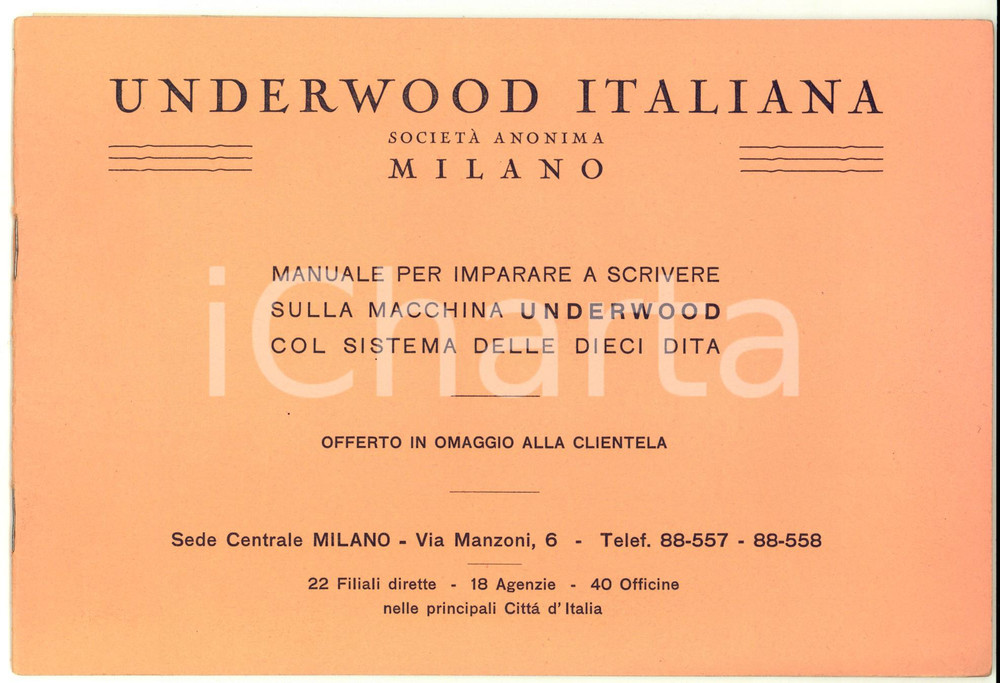 UNDERWOOD ITALIANA
SOCIETÀ ANONIMA
MILANO
MANUALE PER IMPARARE A SCRIVERE
SULLA MACCHINA UNDERWOOD
COL SISTEMA DELLE DIECI DITA
iCharta
OFFERTO IN OMAGGIO ALLA CLIENTELA
Sede Centrale MILANO - Via Manzoni, 6 - Telef. 88-557 - 88-558
22 Filiali dirette - 18 Agenzie - 40 Officine
nelle principali Cittá d'Italia